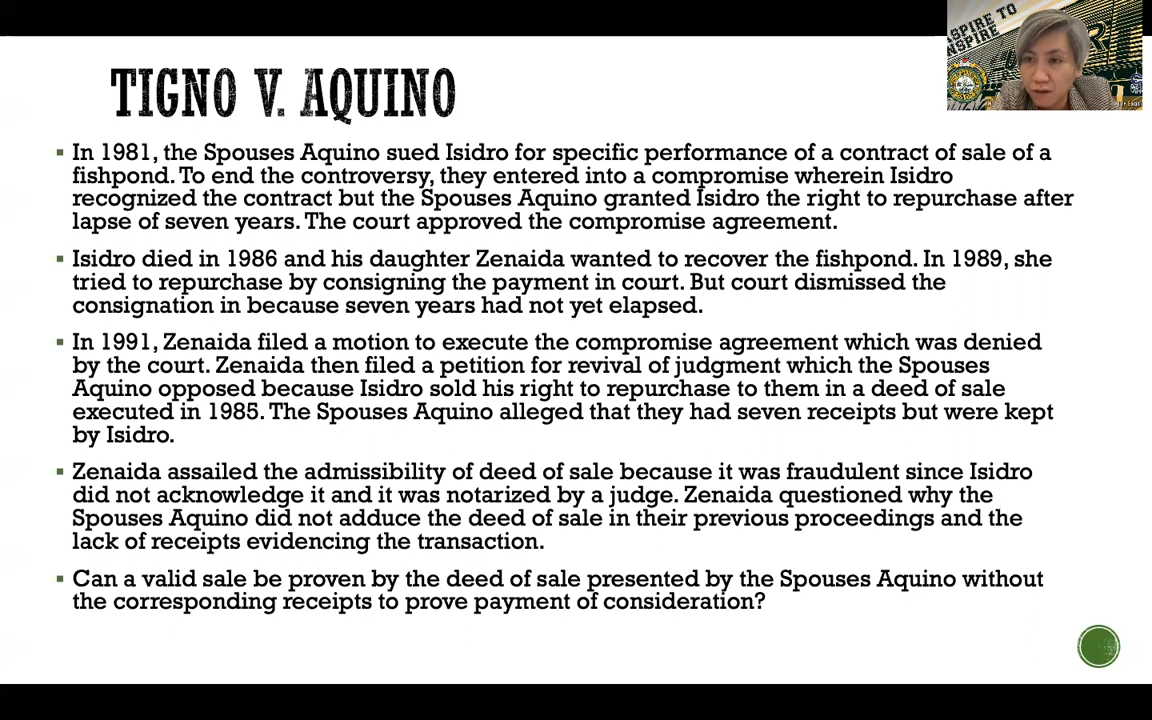 SPIRE TO
NSPIRE
TIGNO V. AQUINO
▪ In 1981, the Spouses Aquino sued Isidro for specific performance of a contract of sale of a
fishpond. To end the controversy, they entered into a compromise wherein Isidro
recognized the contract but the Spouses Aquino granted Isidro the right to repurchase after
lapse of seven years. The court approved the compromise agreement.
▪ Isidro died in 1986 and his daughter Zenaida wanted to recover the fishpond. In 1989, she
tried to repurchase by consigning the payment in court. But court dismissed the
consignation in because seven years had not yet elapsed.
▪ In 1991, Zenaida filed a motion to execute the compromise agreement which was denied
by the court. Zenaida then filed a petition for revival of judgment which the Spouses
Aquino opposed because Isidro sold his right to repurchase to them in a deed of sale
executed in 1985. The Spouses Aquino alleged that they had seven receipts but were kept
by Isidro.
▪ Zenaida assailed the admissibility of deed of sale because it was fraudulent since Isidro
did not acknowledge it and it was notarized by a judge. Zenaida questioned why the
Spouses Aquino did not adduce the deed of sale in their previous proceedings and the
lack of receipts evidencing the transaction.
▪ Can a valid sale be proven by the deed of sale presented by the Spouses Aquino without
the corresponding receipts to prove payment of consideration?